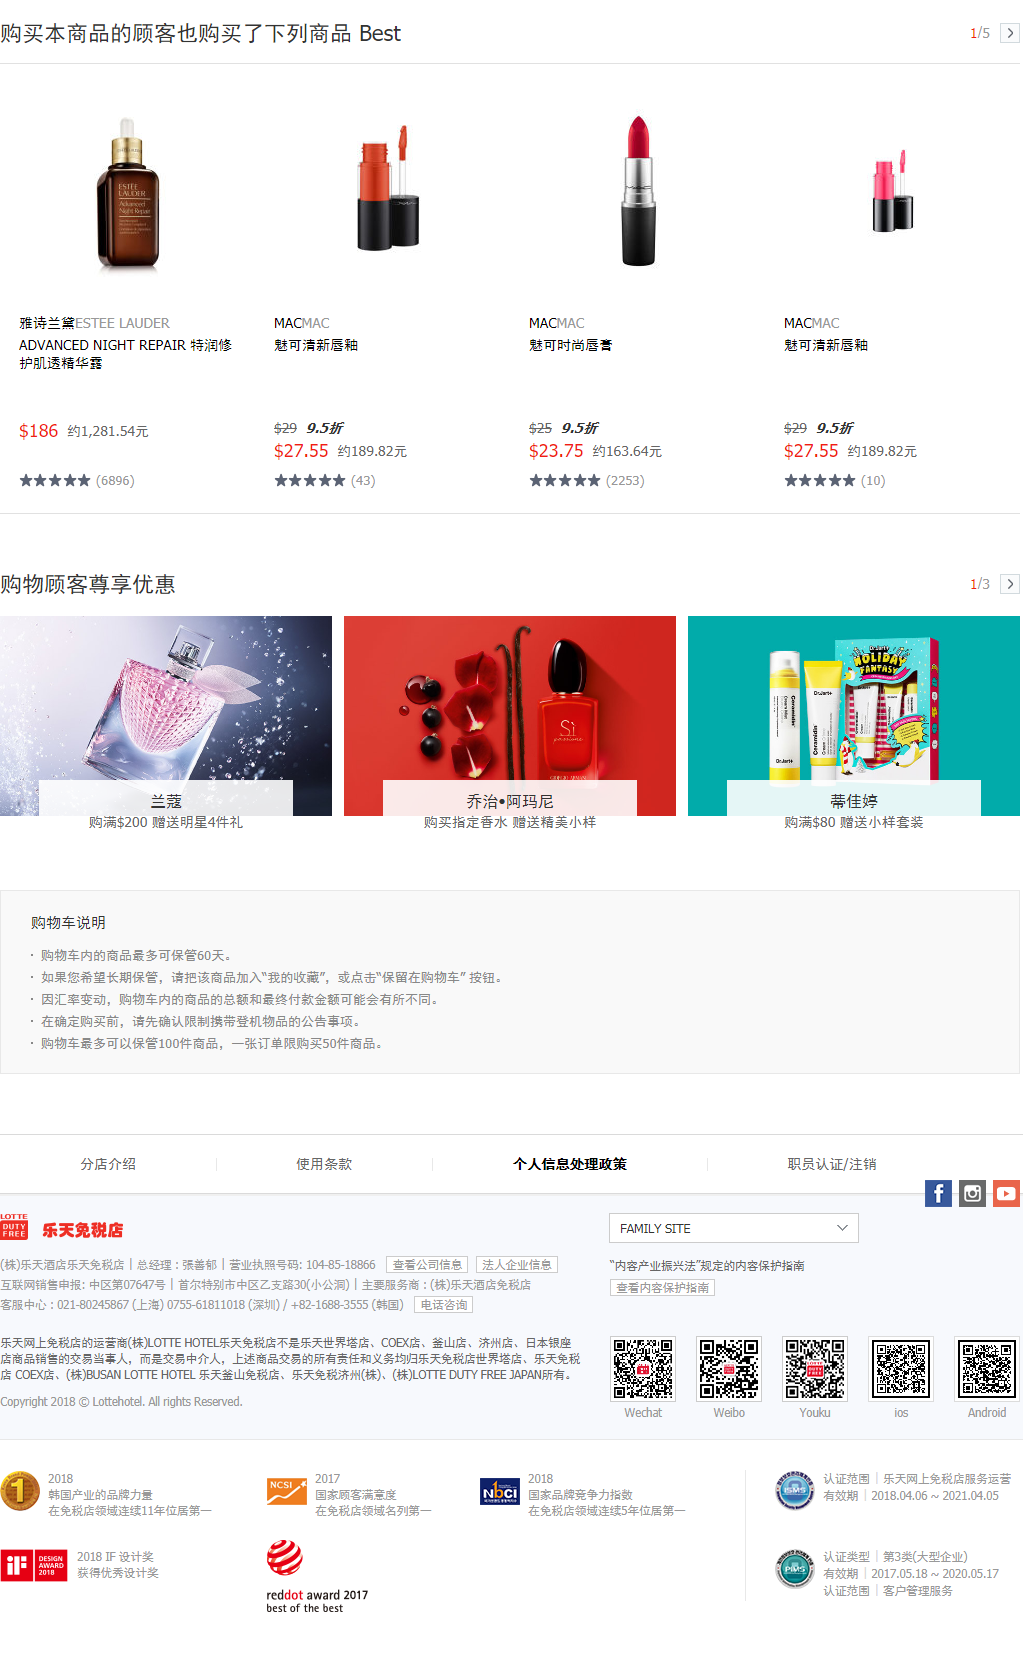 购买本商品的顾客也购买了下列商品 Best
1/5
ESTĒE LAUDER
Advanced Night Repair
雅诗兰黛ESTEE LAUDER
ADVANCED NIGHT REPAIR 特润修护肌透精华露
$186 约1,281.54元
(6896)
MACMAC
魅可清新唇釉
$29 9.5折
$27.55 约189.82元
(43)
MACMAC
魅可时尚唇膏
$25 9.5折
$23.75 约163.64元
(2253)
MACMAC
魅可清新唇釉
$29 9.5折
$27.55 约189.82元
(10)
购物顾客尊享优惠
1/3
兰蔻
购满$200 赠送明星4件礼
Sì
passione
GIORGIO ARMANI
乔治•阿玛尼
购买指定香水 赠送精美小样
Dr.Jart+
HOLIDAY
FANTASY
Ceramidin
Dr.Jart+
蒂佳婷
购满$80 赠送小样套装
购物车说明
· 购物车内的商品最多可保管60天。
· 如果您希望长期保管，请把该商品加入“我的收藏”，或点击“保留在购物车” 按钮。
· 因汇率变动，购物车内的商品的总额和最终付款金额可能会有所不同。
· 在确定购买前，请先确认限制携带登机物品的公告事项。
· 购物车最多可以保管100件商品，一张订单限购买50件商品。
分店介绍
使用条款
个人信息处理政策
职员认证/注销
LOTTE
DUTY
FREE
乐天免税店
FAMILY SITE
(株)乐天酒店乐天免税店 | 总经理 : 張善郁 | 营业执照号码: 104-85-18866 查看公司信息 法人企业信息
互联网销售申报: 中区第07647号 | 首尔特别市中区乙支路30(小公洞) | 主要服务商 : (株)乐天酒店免税店
客服中心 : 021-80245867 (上海) 0755-61811018 (深圳) / +82-1688-3555 (韩国) 电话咨询
“内容产业振兴法”规定的内容保护指南
查看内容保护指南
乐天网上免税店的运营商(株)LOTTE HOTEL乐天免税店不是乐天世界塔店、COEX店、釜山店、济州店、日本银座
店商品销售的交易当事人，而是交易中介人，上述商品交易的所有责任和义务均归乐天免税店世界塔店、乐天免税
店 COEX店、(株)BUSAN LOTTE HOTEL 乐天釜山免税店、乐天免税济州(株)、(株)LOTTE DUTY FREE JAPAN所有。
Copyright 2018 © Lottehotel. All rights Reserved.
Wechat
Weibo
Youku
ios
Android
1
2018
韩国产业的品牌力量
在免税店领域连续11年位居第一
NCSI
2017
国家顾客满意度
在免税店领域名列第一
NbCI
2018
国家品牌竞争力指数
在免税店领域连续5年位居第一
ISMS
认证范围 | 乐天网上免税店服务运营
有效期 | 2018.04.06 ~ 2021.04.05
iF
DESIGN
AWARD
2018
2018 IF 设计奖
获得优秀设计奖
reddot award 2017
best of the best
PIMS
认证类型 | 第3类(大型企业)
有效期 | 2017.05.18 ~ 2020.05.17
认证范围 | 客户管理服务